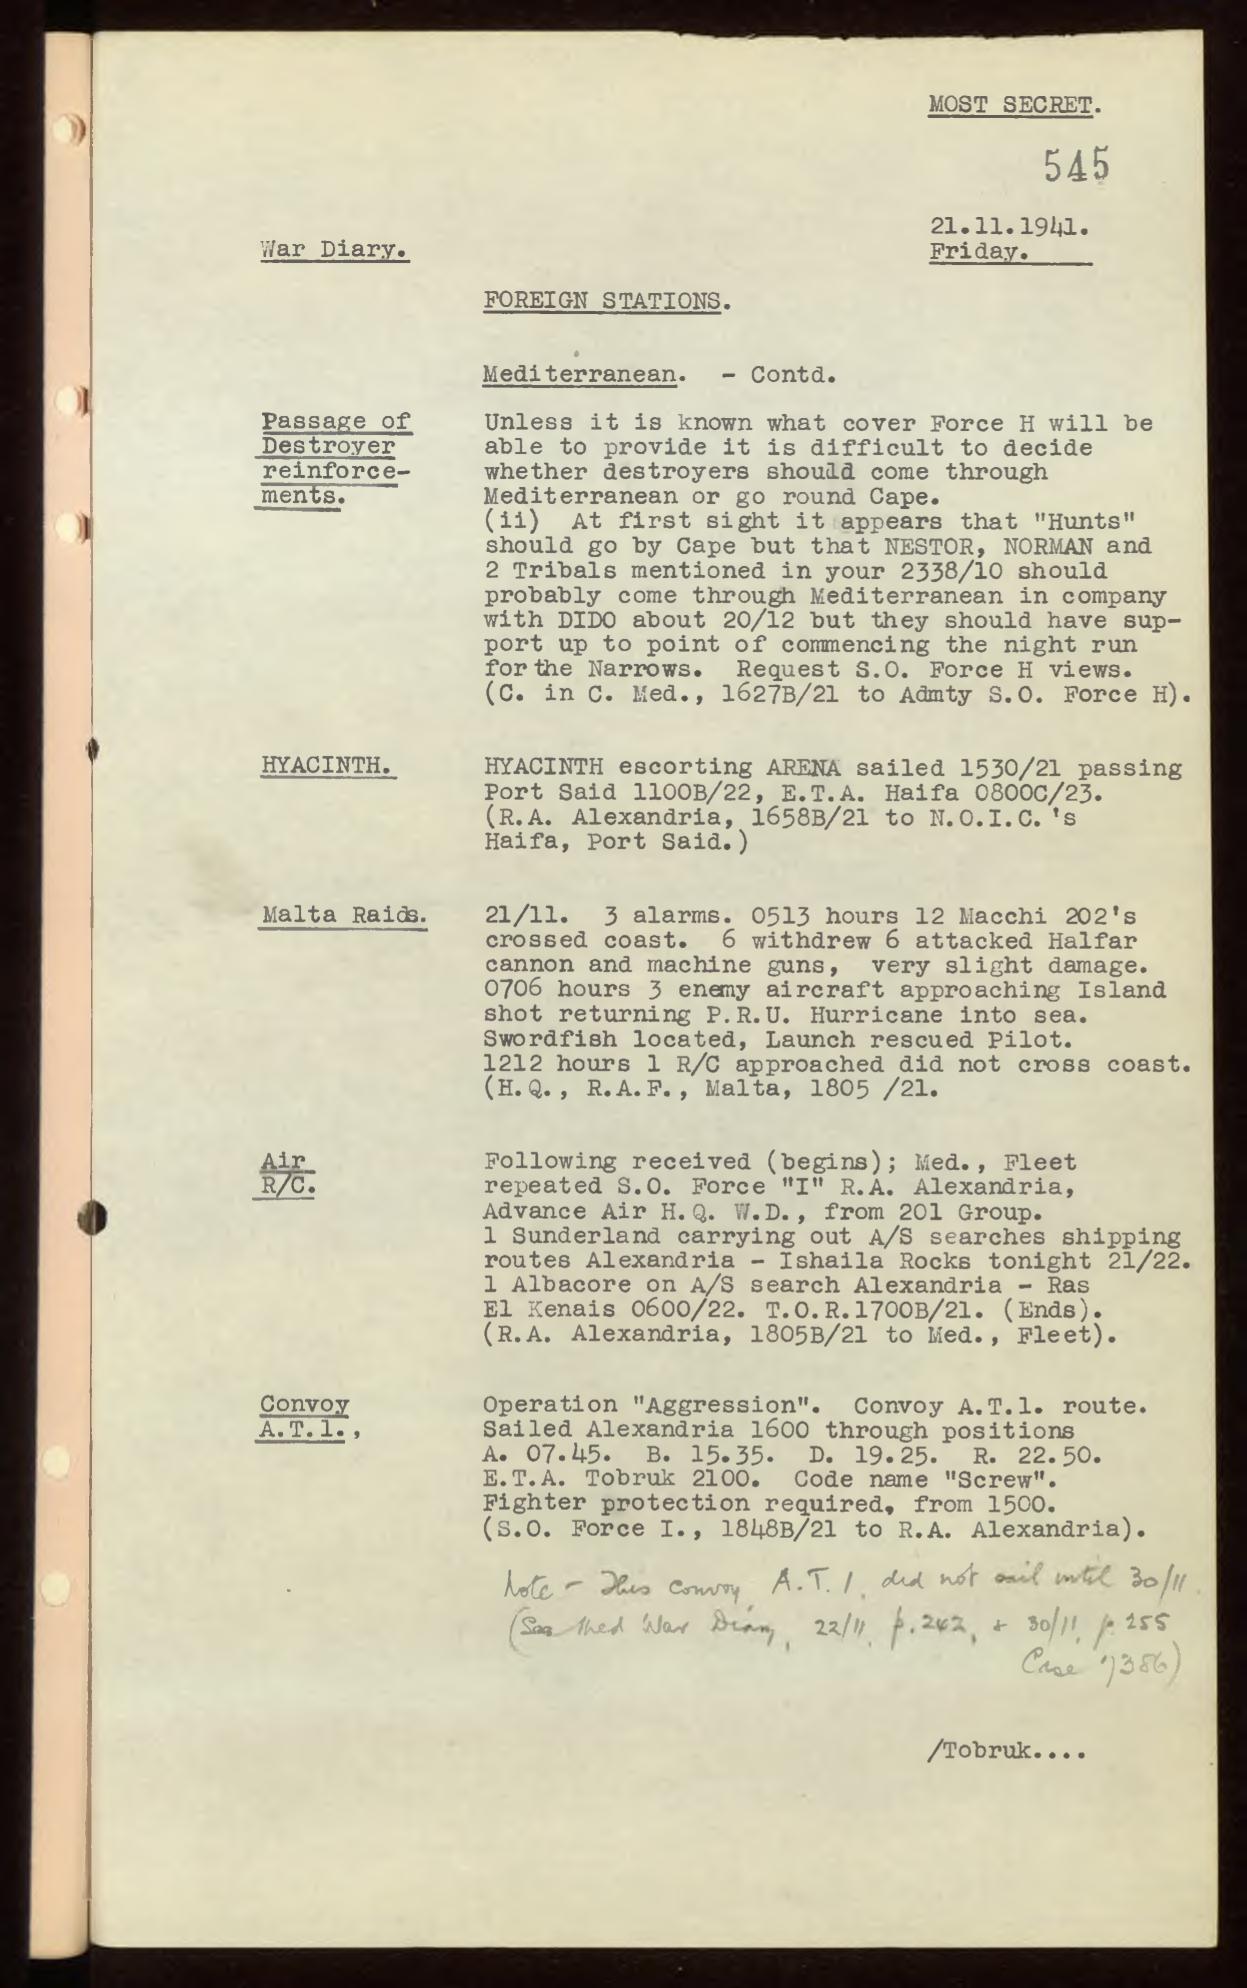 MOST SECRET.
545
21.11.1941.
War Diary.
Friday.
FOREIGN STATIONS.
Mediterranean. - Contd.
Passage of
Destroyer
reinforce-
ments.
Unless it is known what cover Force H will be
able to provide it is difficult to decide
whether destroyers should come through
Mediterranean or go round Cape.
(ii) At first sight it appears that "Hunts"
should go by Cape but that NESTOR, NORMAN and
2 Tribals mentioned in your 2338/10 should
probably come through Mediterranean in company
with DIDO about 20/12 but they should have sup-
port up to point of commencing the night run
for the Narrows. Request S.O. Force H views.
(C. in C. Med., 1627B/21 to Admty S.O. Force H).
HYACINTH.
HYACINTH escorting ARENA sailed 1530/21 passing
Port Said 1100B/22, E.T.A. Haifa 0800C/23.
(R.A. Alexandria, 1658B/21 to N.O.I.C.'s
Haifa, Port Said.)
Malta Raids.
21/11. 3 alarms. 0513 hours 12 Macchi 202's
crossed coast. 6 withdrew 6 attacked Halfar
cannon and machine guns, very slight damage.
0706 hours 3 enemy aircraft approaching Island
shot returning P.R.U. Hurricane into sea.
Swordfish located, Launch rescued Pilot.
1212 hours 1 R/C approached did not cross coast.
(H.Q., R.A.F., Malta, 1805 /21.
Air
R/C.
Following received (begins); Med., Fleet
repeated S.O. Force "I" R.A. Alexandria,
Advance Air H.Q. W.D., from 201 Group.
1 Sunderland carrying out A/S searches shipping
routes Alexandria - Ishaila Rocks tonight 21/22.
1 Albacore on A/S search Alexandria - Ras
El Kenais 0600/22. T.O.R.1700B/21. (Ends).
(R.A. Alexandria, 1805B/21 to Med., Fleet).
Convoy
A.T.1.,
Operation "Aggression". Convoy A.T.1. route.
Sailed Alexandria 1600 through positions
A. 07.45. B. 15.35. D. 19.25. R. 22.50.
E.T.A. Tobruk 2100. Code name "Screw".
Fighter protection required, from 1500.
(S.O. Force I., 1848B/21 to R.A. Alexandria).
Note - This convoy, A.T.1. did not sail until 30/11.
(See Med War Diary, 22/11, p.242, + 30/11, p 255
Case 7386)
/Tobruk....